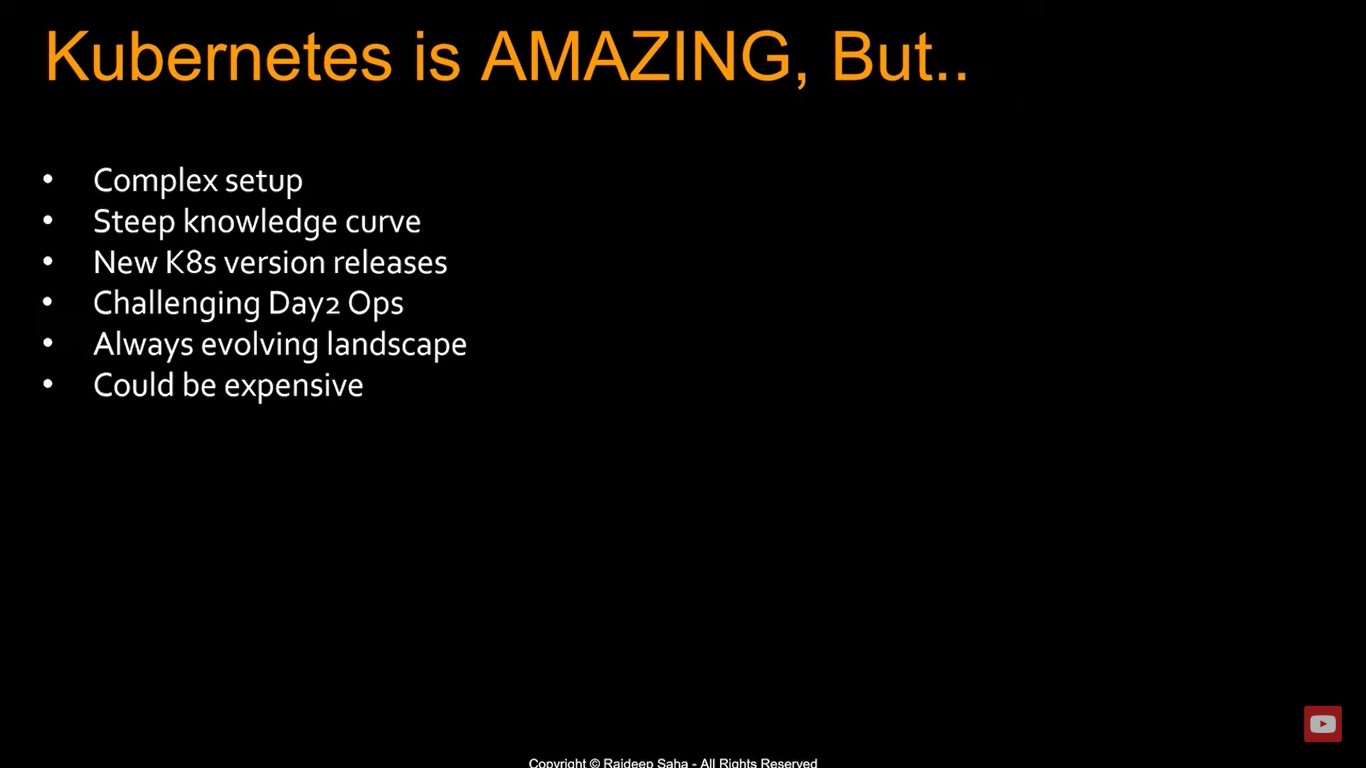 Kubernetes is AMAZING, But..
• Complex setup
• Steep knowledge curve
• New K8s version releases
• Challenging Day2 Ops
• Always evolving landscape
• Could be expensive
Copyright © Rajdeep Saha - All Rights Reserved